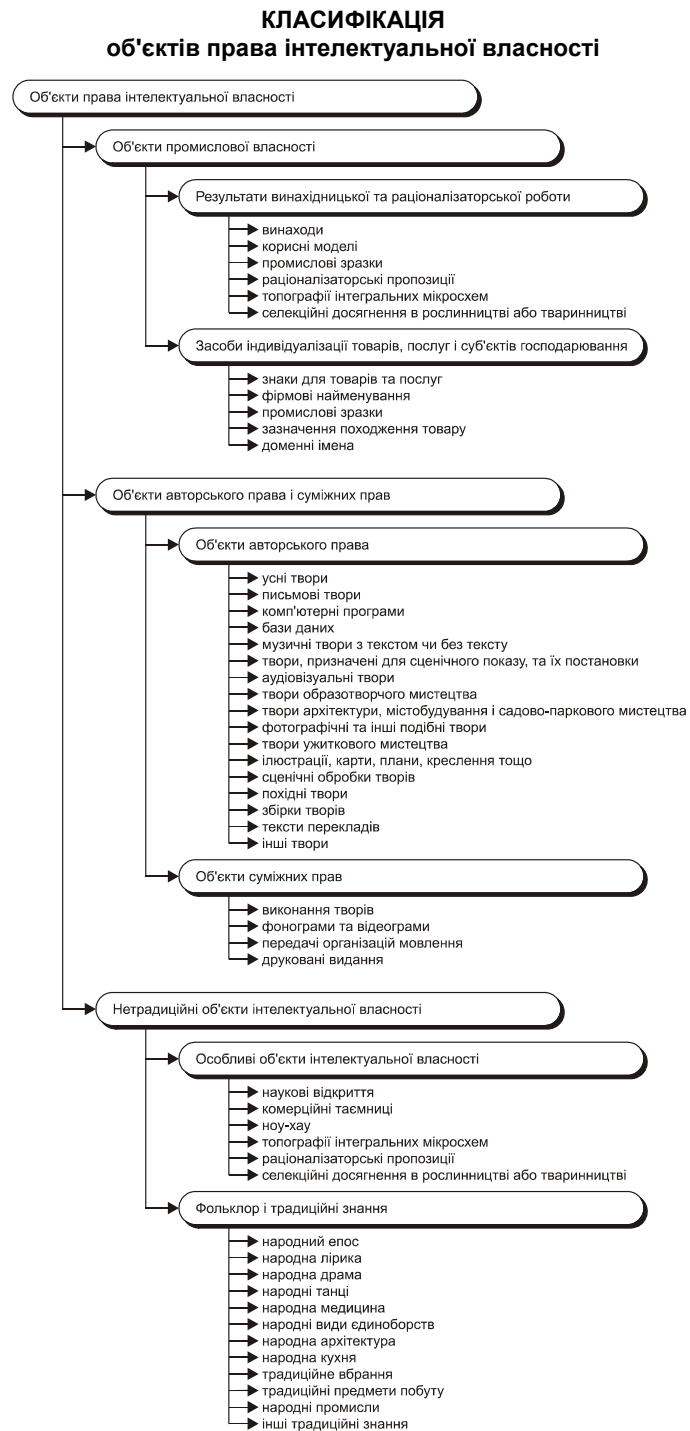 КЛАСИФІКАЦІЯ
об'єктів права інтелектуальної власності
Об'єкти права інтелектуальної власності
Об'єкти промислової власності
Результати винахідницької та раціоналізаторської роботи
винаходи
корисні моделі
промислові зразки
раціоналізаторські пропозиції
топографії інтегральних мікросхем
селекційні досягнення в рослинництві або тваринництві
Засоби індивідуалізації товарів, послуг і суб'єктів господарювання
знаки для товарів та послуг
фірмові найменування
промислові зразки
зазначення походження товару
доменні імена
Об'єкти авторського права і суміжних прав
Об'єкти авторського права
усні твори
письмові твори
комп'ютерні програми
бази даних
музичні твори з текстом чи без тексту
твори, призначені для сценічного показу, та їх постановки
аудіовізуальні твори
твори образотворчого мистецтва
твори архітектури, містобудування і садово-паркового мистецтва
фотографічні та інші подібні твори
твори ужиткового мистецтва
ілюстрації, карти, плани, креслення тощо
сценічні обробки творів
похідні твори
збірки творів
тексти перекладів
інші твори
Об'єкти суміжних прав
виконання творів
фонограми та відеограми
передачі організацій мовлення
друковані видання
Нетрадиційні об'єкти інтелектуальної власності
Особливі об'єкти інтелектуальної власності
наукові відкриття
комерційні таємниці
ноу-хау
топографії інтегральних мікросхем
раціоналізаторські пропозиції
селекційні досягнення в рослинництві або тваринництві
Фольклор і традиційні знання
народний епос
народна лірика
народна драма
народні танці
народна медицина
народні види єдиноборств
народна архітектура
народна кухня
традиційне вбрання
традиційні предмети побуту
народні промисли
інші традиційні знання